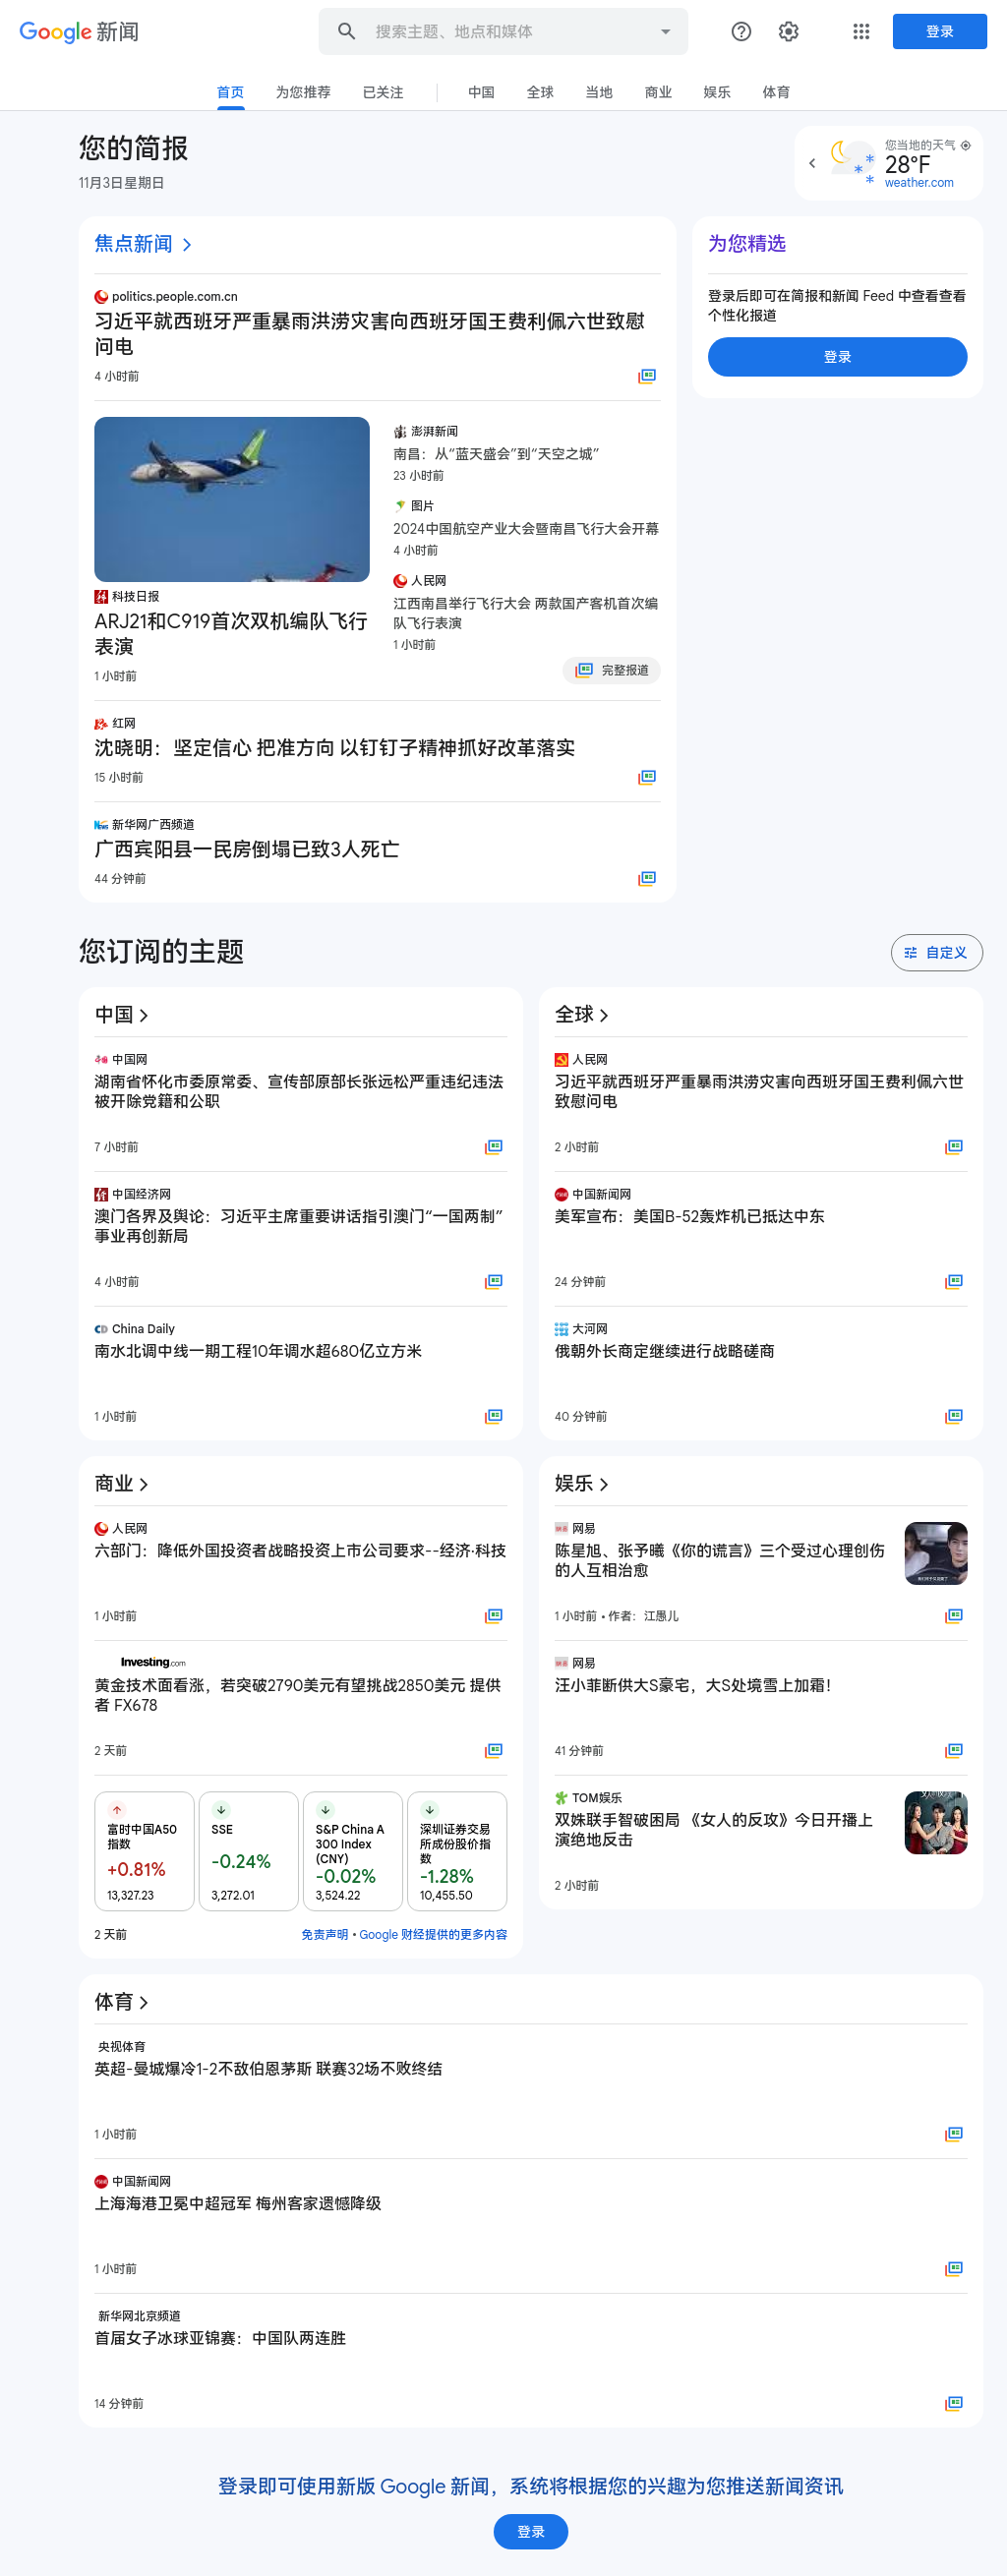 Google 新闻
搜索主题、地点和媒体
登录
首页
为您推荐
已关注
中国
全球
当地
商业
娱乐
体育
您的简报
11月3日星期日
您当地的天气
28°F
weather.com
焦点新闻
politics.people.com.cn
习近平就西班牙严重暴雨洪涝灾害向西班牙国王费利佩六世致慰
问电
4 小时前
科技日报
ARJ21和C919首次双机编队飞行
表演
1 小时前
澎湃新闻
南昌：从“蓝天盛会”到“天空之城”
23 小时前
图片
2024中国航空产业大会暨南昌飞行大会开幕
4 小时前
人民网
江西南昌举行飞行大会 两款国产客机首次编
队飞行表演
1 小时前
完整报道
红网
沈晓明：坚定信心 把准方向 以钉钉子精神抓好改革落实
15 小时前
新华网广西频道
广西宾阳县一民房倒塌已致3人死亡
44 分钟前
为您精选
登录后即可在简报和新闻 Feed 中查看查看
个性化报道
登录
您订阅的主题
自定义
中国
中国网
湖南省怀化市委原常委、宣传部原部长张远松严重违纪违法
被开除党籍和公职
7 小时前
中国经济网
澳门各界及舆论：习近平主席重要讲话指引澳门“一国两制”
事业再创新局
4 小时前
China Daily
南水北调中线一期工程10年调水超680亿立方米
1 小时前
全球
人民网
习近平就西班牙严重暴雨洪涝灾害向西班牙国王费利佩六世
致慰问电
2 小时前
中国新闻网
美军宣布：美国B-52轰炸机已抵达中东
24 分钟前
大河网
俄朝外长商定继续进行战略磋商
40 分钟前
商业
人民网
六部门：降低外国投资者战略投资上市公司要求--经济·科技
1 小时前
Investing.com
黄金技术面看涨，若突破2790美元有望挑战2850美元 提供
者 FX678
2 天前
富时中国A50
指数
+0.81%
13,327.23
SSE
-0.24%
3,272.01
S&P China A
300 Index
(CNY)
-0.02%
3,524.22
深圳证券交易
所成份股价指
数
-1.28%
10,455.50
2 天前
免责声明 • Google 财经提供的更多内容
娱乐
网易
陈星旭、张予曦《你的谎言》三个受过心理创伤
的人互相治愈
1 小时前 • 作者：江愚儿
网易
汪小菲断供大S豪宅，大S处境雪上加霜！
41 分钟前
TOM娱乐
双姝联手智破困局 《女人的反攻》今日开播上
演绝地反击
2 小时前
体育
央视体育
英超-曼城爆冷1-2不敌伯恩茅斯 联赛32场不败终结
1 小时前
中国新闻网
上海海港卫冕中超冠军 梅州客家遗憾降级
1 小时前
新华网北京频道
首届女子冰球亚锦赛：中国队两连胜
14 分钟前
登录即可使用新版 Google 新闻，系统将根据您的兴趣为您推送新闻资讯
登录